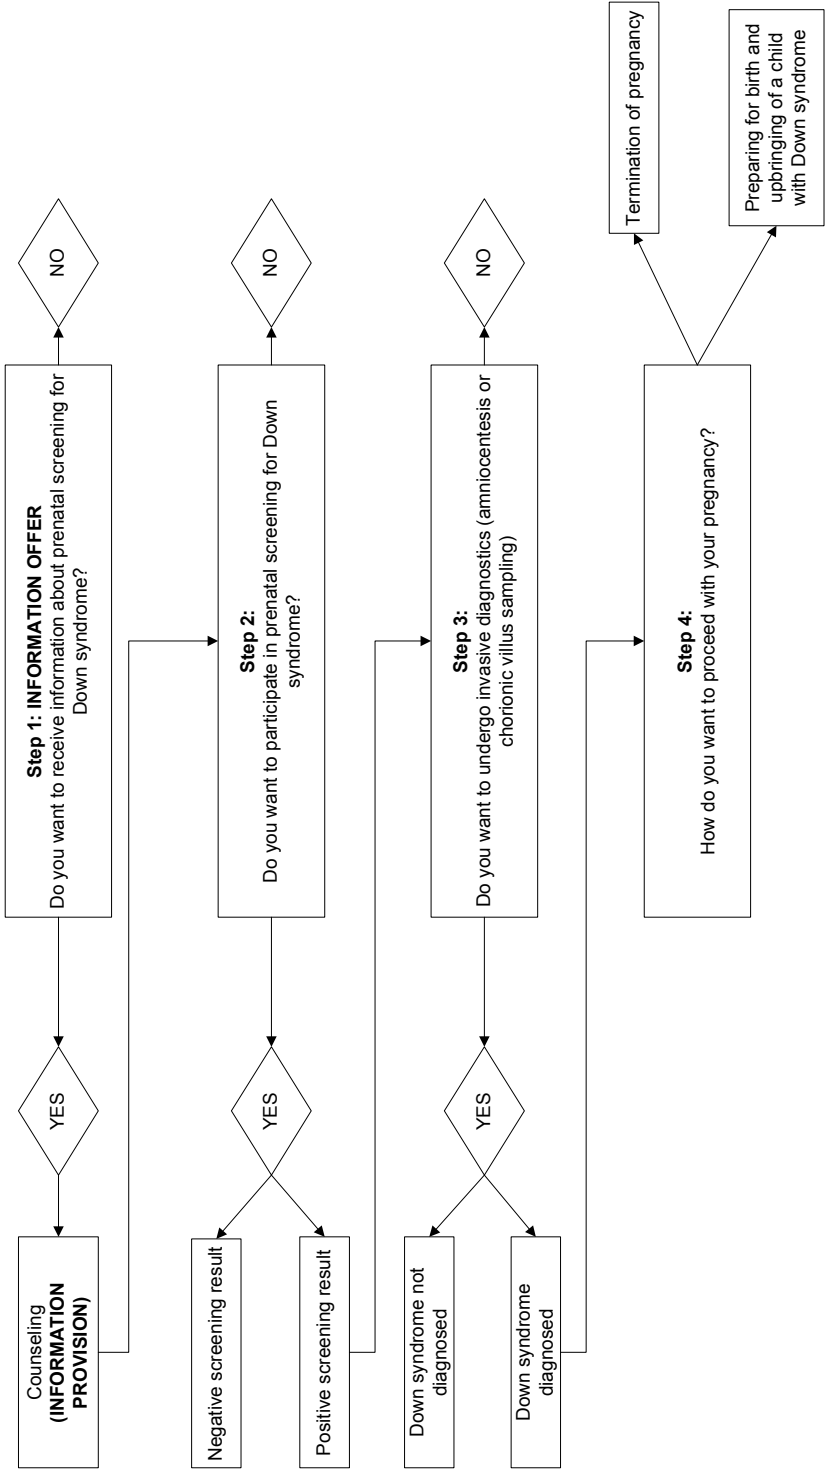 Step 1: INFORMATION OFFER
Do you want to receive information about prenatal screening for
Down syndrome?
YES
NO
Counseling
(INFORMATION
PROVISION)
Step 2:
Do you want to participate in prenatal screening for Down
syndrome?
YES
NO
Negative screening result
Positive screening result
Step 3:
Do you want to undergo invasive diagnostics (amniocentesis or
chorionic villus sampling)
YES
NO
Down syndrome not
diagnosed
Down syndrome
diagnosed
Step 4:
How do you want to proceed with your pregnancy?
Termination of pregnancy
Preparing for birth and
upbringing of a child
with Down syndrome